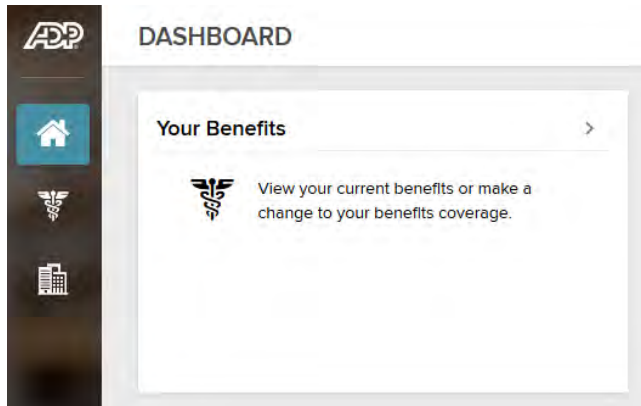 ADP
DASHBOARD
Your Benefits
View your current benefits or make a
change to your benefits coverage.